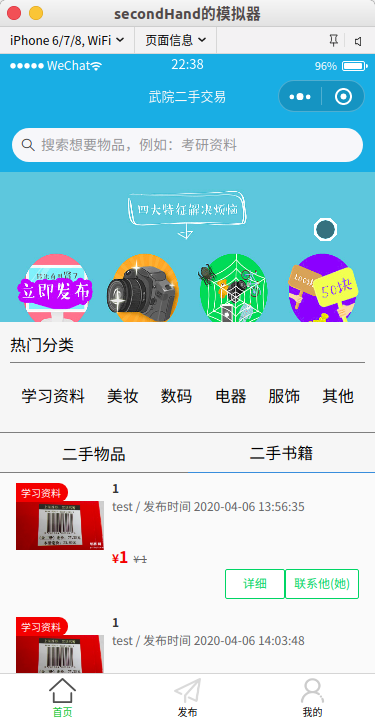 secondHand的模拟器
iPhone 6/7/8, WiFi 页面信息
WeChat 22:38 96%
武院二手交易
搜索想要物品，例如：考研资料
四大特征解决烦恼
立即发布
50块
热门分类
学习资料 美妆 数码 电器 服饰 其他
二手物品 二手书籍
学习资料
1
test / 发布时间 2020-04-06 13:56:35
¥1 ¥1
详细 联系他(她)
学习资料
1
test / 发布时间 2020-04-06 14:03:48
首页 发布 我的